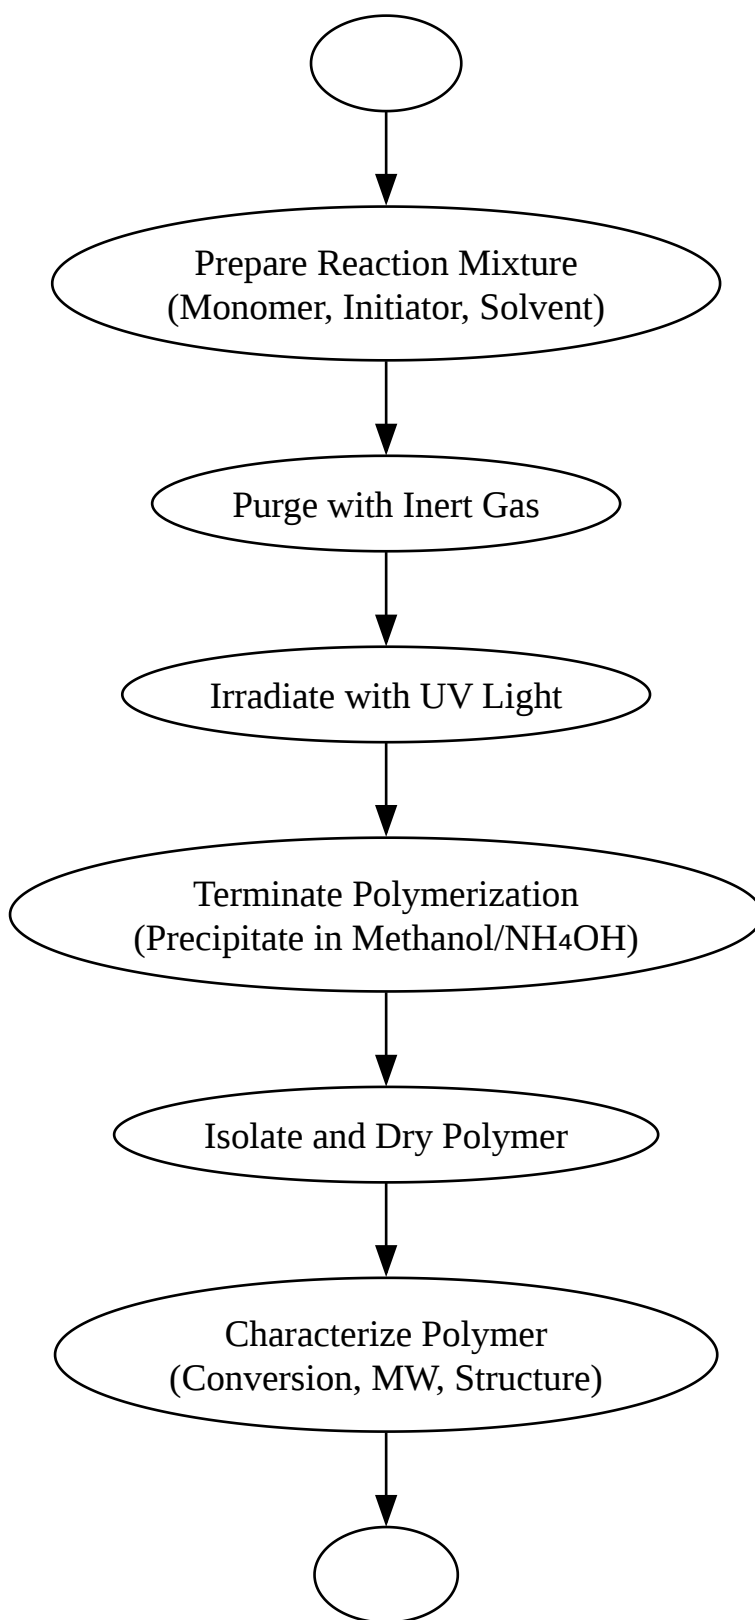 Prepare Reaction Mixture
(Monomer, Initiator, Solvent)
Purge with Inert Gas
Irradiate with UV Light
Terminate Polymerization
(Precipitate in Methanol/NH₄OH)
Isolate and Dry Polymer
Characterize Polymer
(Conversion, MW, Structure)